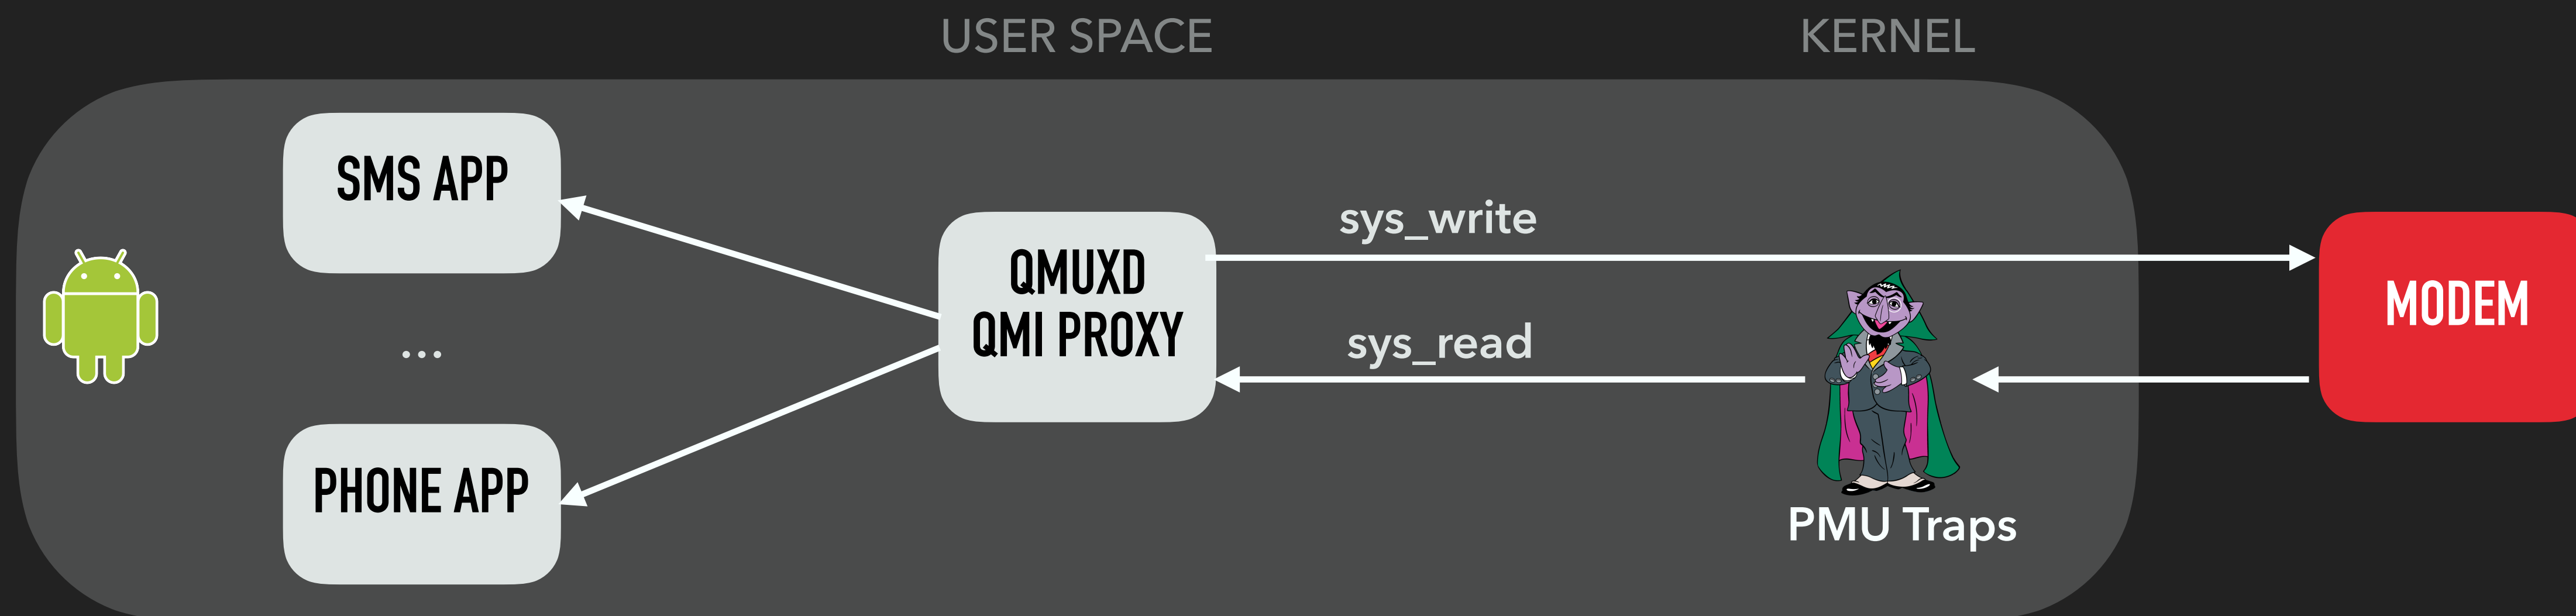 USER SPACE
KERNEL
SMS APP
...
PHONE APP
QMUXD
QMI PROXY
sys_write
sys_read
PMU Traps
MODEM